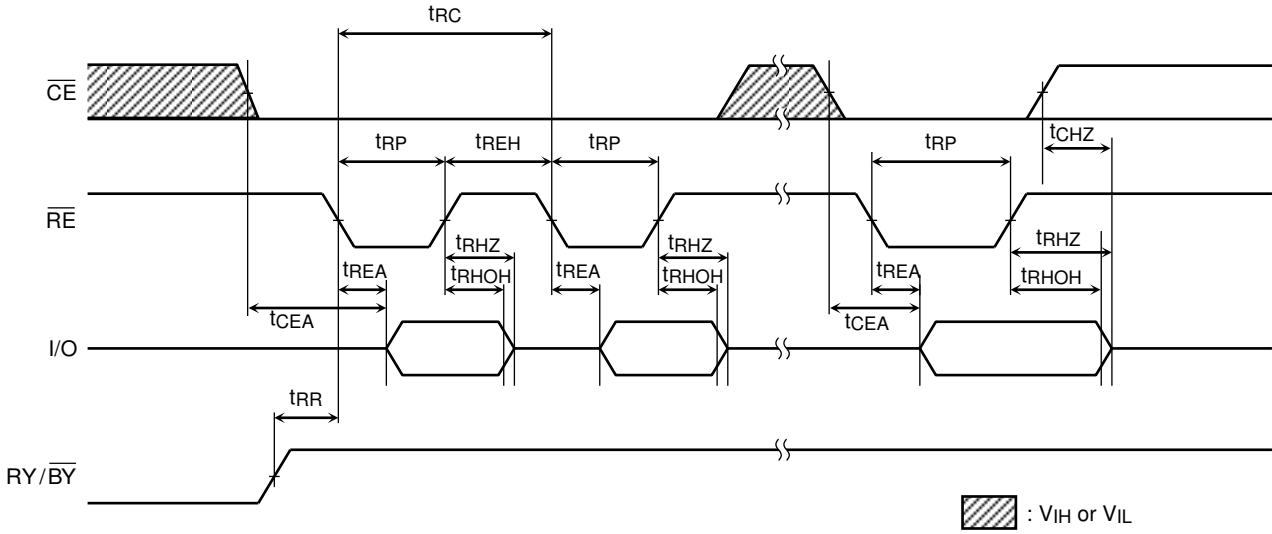 tRC
CE
tCHZ
tRP
tREH
tRP
tRP
RE
tRHZ
tRHZ
tRHZ
tREA
tRHOH
tREA
tRHOH
tREA
tRHOH
tCEA
tCEA
I/O
tRR
RY/BY
: VIH or VIL